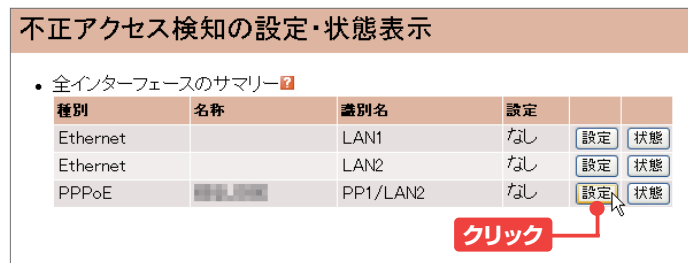 不正アクセス検知の設定・状態表示
• 全インターフェースのサマリー?
種別 名称 識別名 設定
Ethernet LAN1 なし 設定 状態
Ethernet LAN2 なし 設定 状態
PPPoE PP1/LAN2 なし 設定 状態
クリック